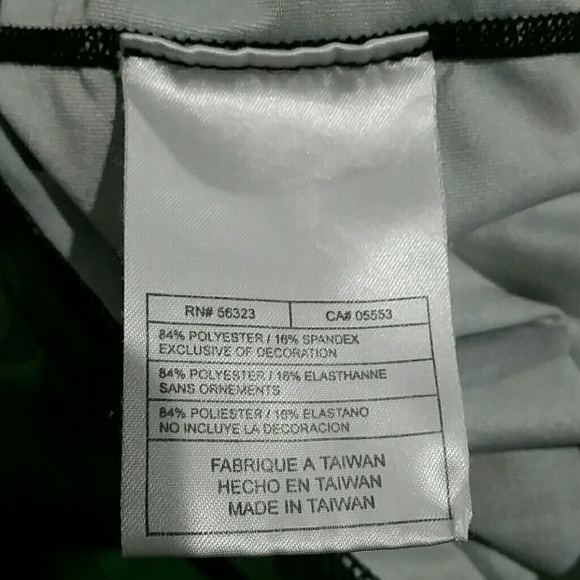 RN# 56323 CA# 05553
84% POLYESTER / 16% SPANDEX
EXCLUSIVE OF DECORATION
84% POLYESTER / 16% ELASTHANNE
SANS ORNEMENTS
84% POLIESTER / 16% ELASTANO
NO INCLUYE LA DECORACION
FABRIQUE A TAIWAN
HECHO EN TAIWAN
MADE IN TAIWAN